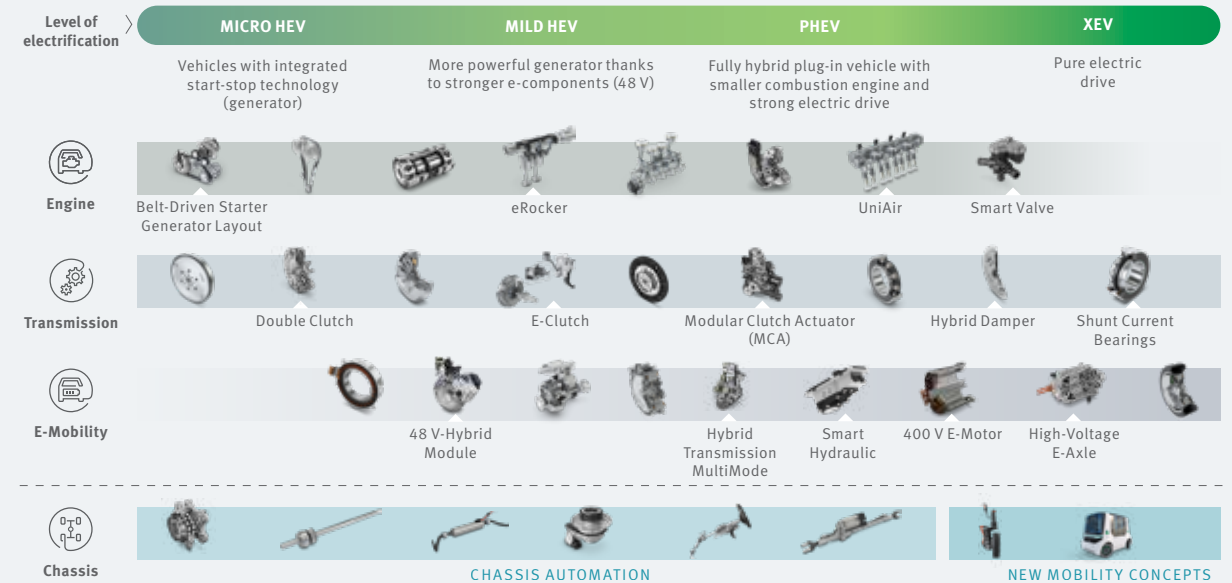 Level of
electrification
MICRO HEV
MILD HEV
PHEV
XEV
Vehicles with integrated
start-stop technology
(generator)
More powerful generator thanks
to stronger e-components (48 V)
Fully hybrid plug-in vehicle with
smaller combustion engine and
strong electric drive
Pure electric
drive
Engine
Belt-Driven Starter
Generator Layout
eRocker
UniAir
Smart Valve
Transmission
Double Clutch
E-Clutch
Modular Clutch Actuator
(MCA)
Hybrid Damper
Shunt Current
Bearings
E-Mobility
48 V-Hybrid
Module
Hybrid
Transmission
MultiMode
Smart
Hydraulic
400 V E-Motor
High-Voltage
E-Axle
Chassis
CHASSIS AUTOMATION
NEW MOBILITY CONCEPTS